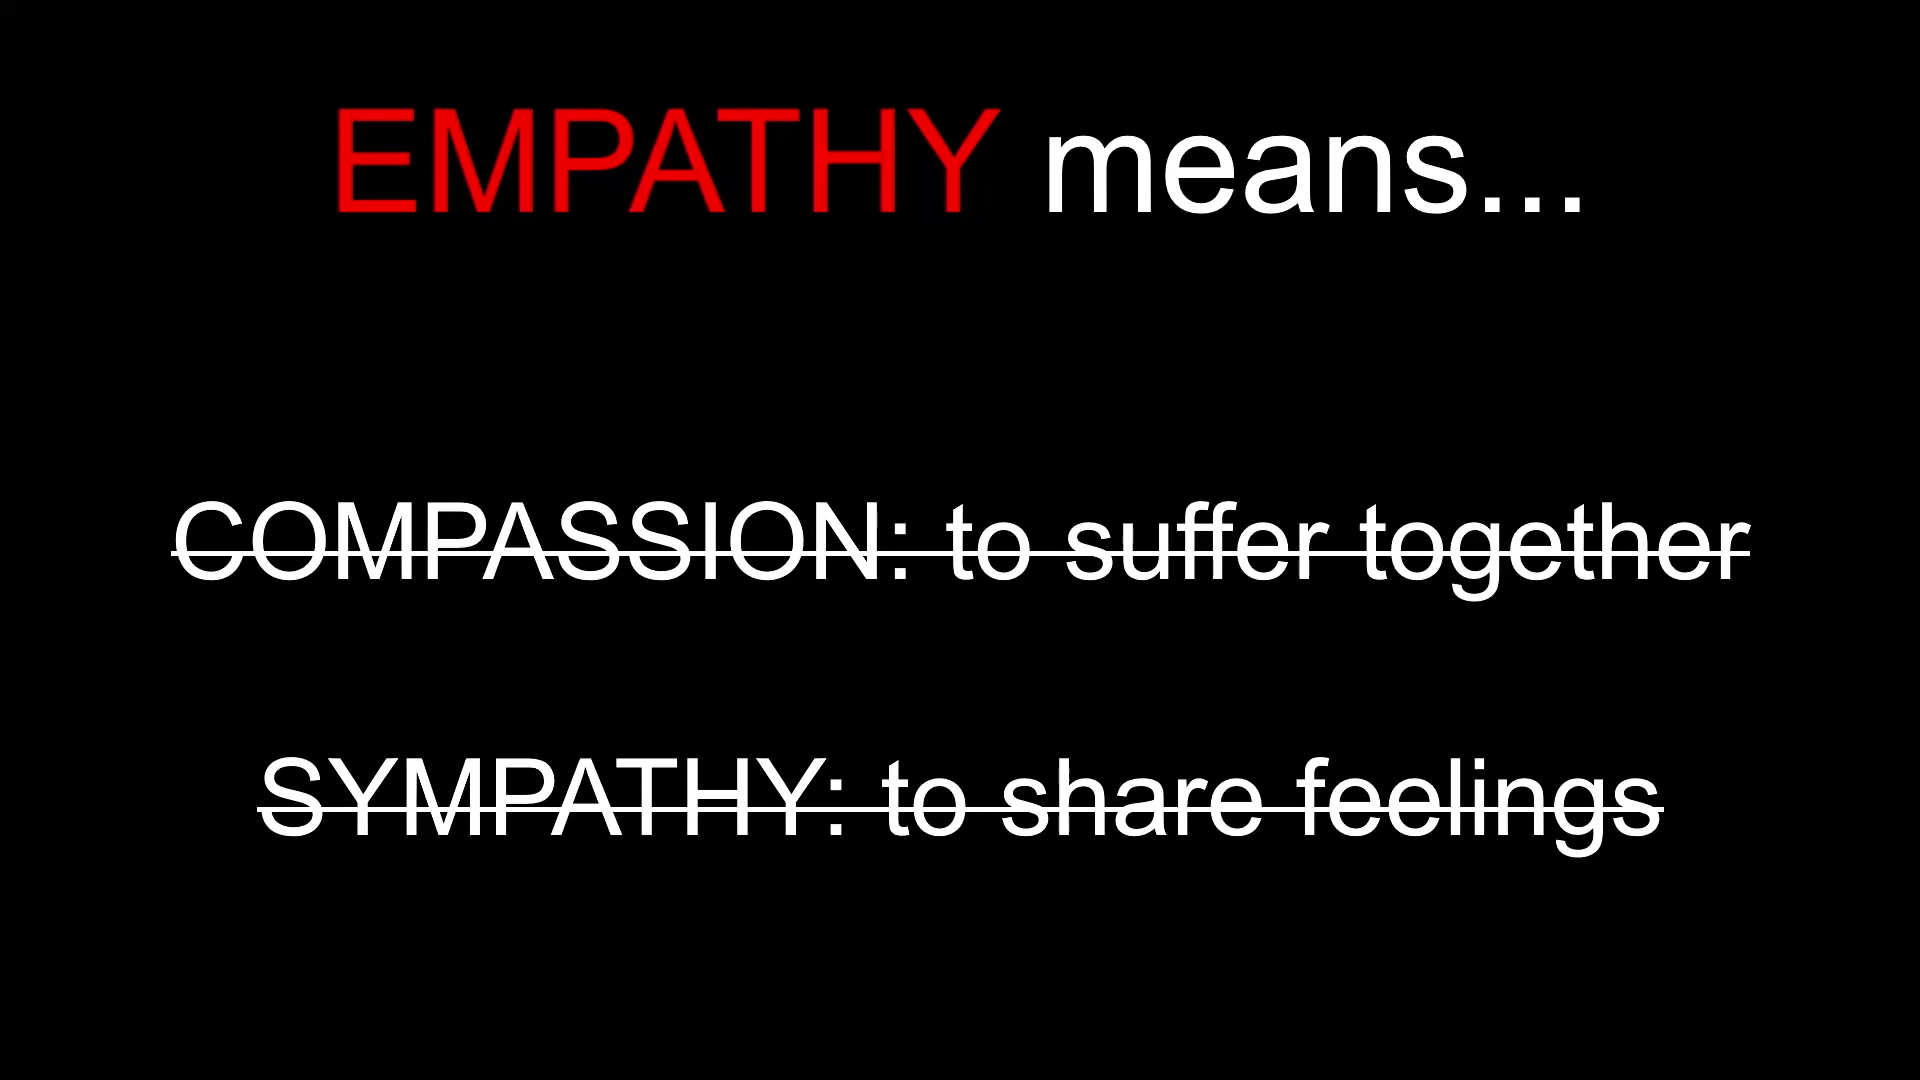 EMPATHY means...
COMPASSION: to suffer together
SYMPATHY: to share feelings